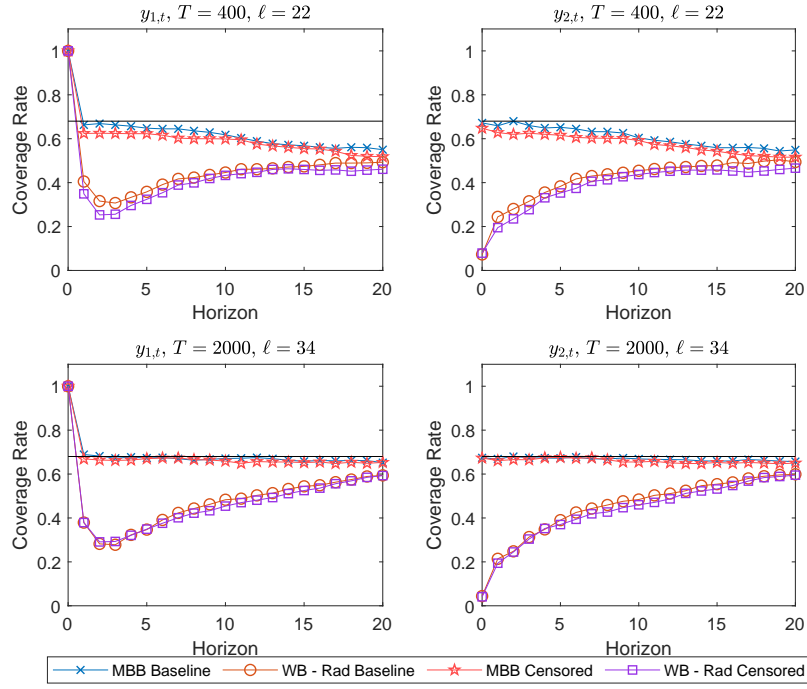 y1,t, T = 400, ℓ = 22
y2,t, T = 400, ℓ = 22
Coverage Rate
1
0.8
0.6
0.4
0.2
0
0 5 10 15 20
Horizon
Coverage Rate
1
0.8
0.6
0.4
0.2
0
0 5 10 15 20
Horizon
y1,t, T = 2000, ℓ = 34
y2,t, T = 2000, ℓ = 34
Coverage Rate
1
0.8
0.6
0.4
0.2
0
0 5 10 15 20
Horizon
Coverage Rate
1
0.8
0.6
0.4
0.2
0
0 5 10 15 20
Horizon
MBB Baseline WB - Rad Baseline MBB Censored WB - Rad Censored